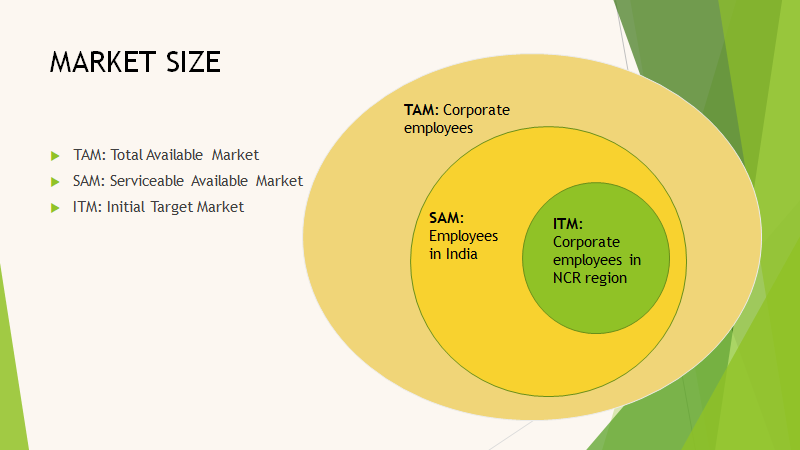 MARKET SIZE
TAM: Total Available Market
SAM: Serviceable Available Market
ITM: Initial Target Market
TAM: Corporate
employees
SAM:
Employees
in India
ITM:
Corporate
employees in
NCR region